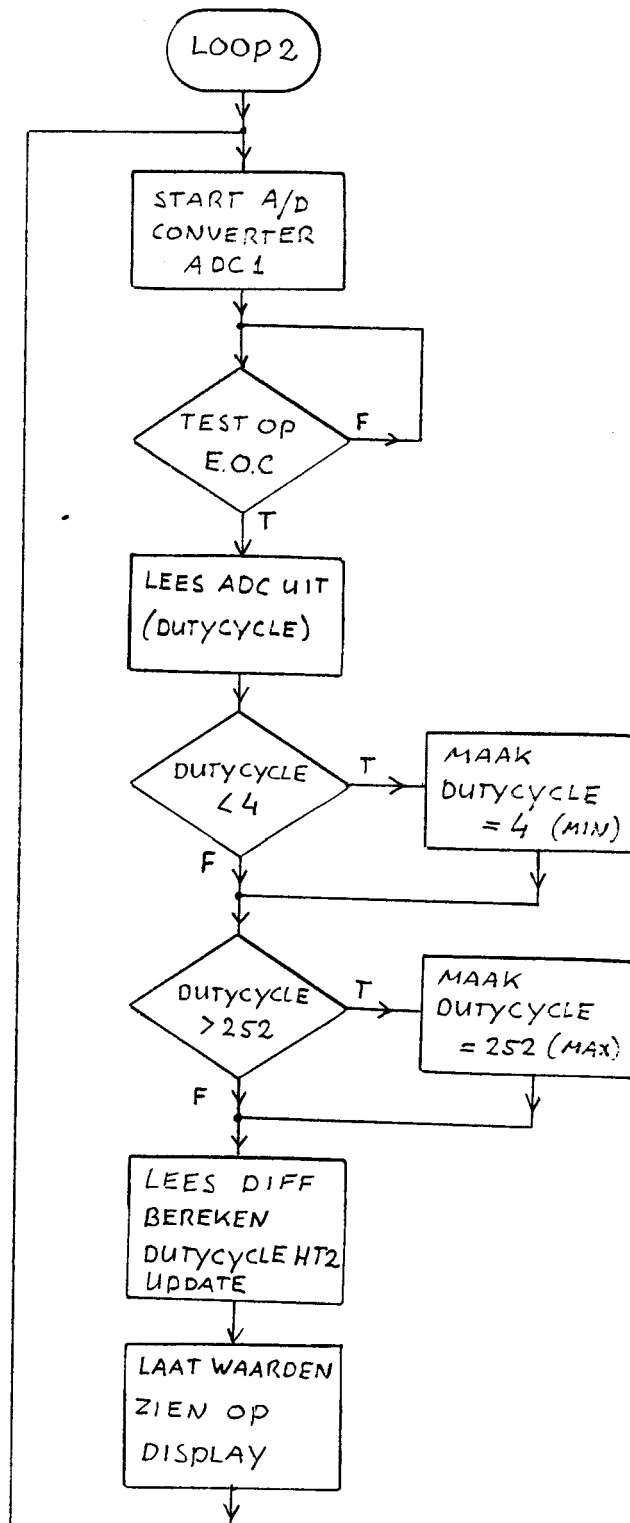 LOOP 2
START A/D
CONVERTER
ADC 1
TEST OP
E.O.C
F
T
LEES ADC UIT
(DUTYCYCLE)
DUTYCYCLE
<4
T
F
MAAK
DUTYCYCLE
= 4 (MIN)
DUTYCYCLE
>252
T
F
MAAK
DUTYCYCLE
= 252 (MAX)
LEES DIFF
BEREKEN
DUTYCYCLE HT2
UPDATE
LAAT WAARDEN
ZIEN OP
DISPLAY